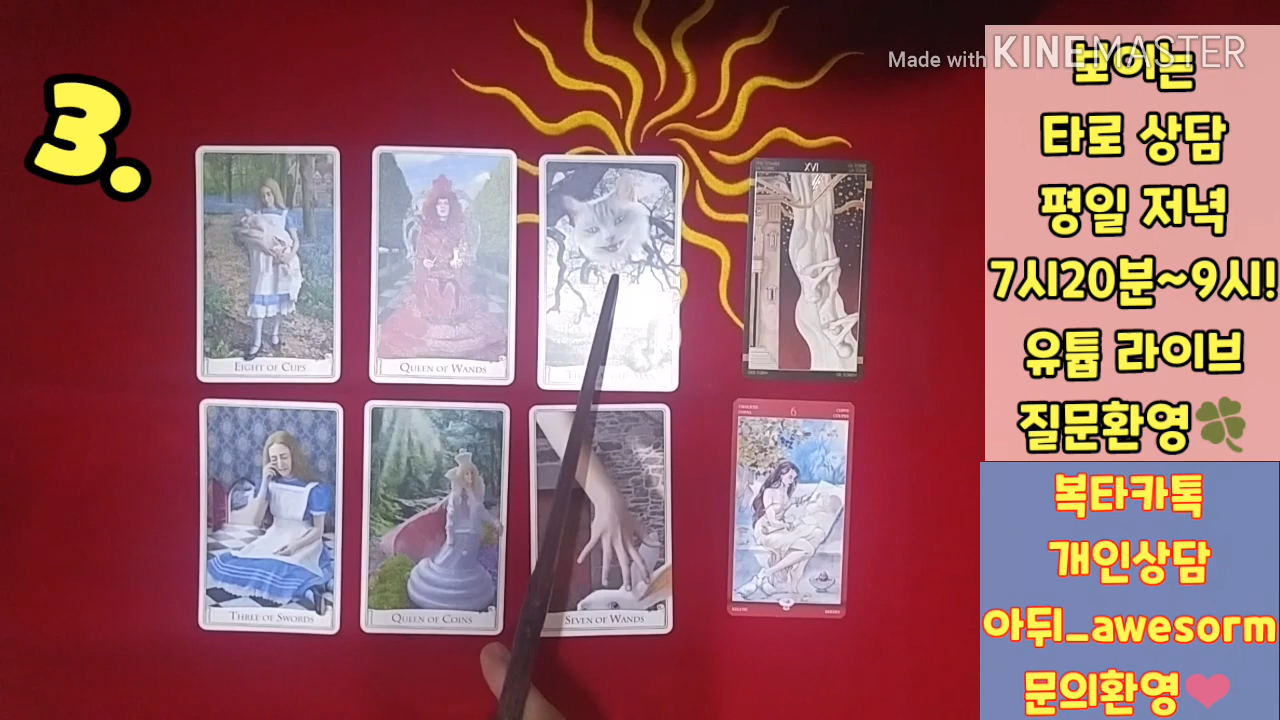 3.
Made with KINEMASTER
보이는
타로 상담
평일 저녁
7시20분~9시!
유튭 라이브
질문환영🍀
복타카톡
개인상담
아뒤_awesorm
문의환영❤
EIGHT OF CUPS
QUEEN OF WANDS
XVI
THREE OF SWORDS
QUEEN OF COINS
SEVEN OF WANDS
6